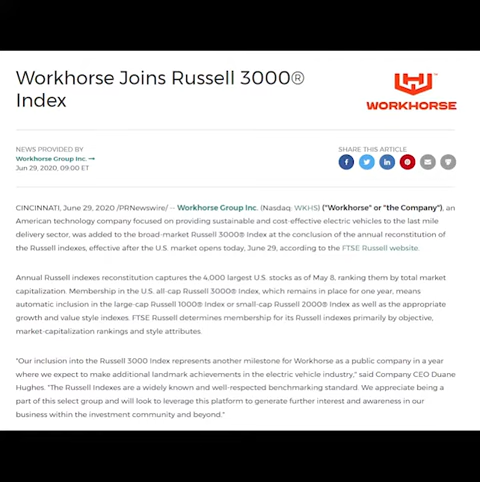 Workhorse Joins Russell 3000®
Index
WORKHORSE
NEWS PROVIDED BY
Workhorse Group Inc. →
Jun 29, 2020, 09:00 ET
SHARE THIS ARTICLE
CINCINNATI, June 29, 2020 /PRNewswire/ -- Workhorse Group Inc. (Nasdaq: WKHS) ("Workhorse" or "the Company"), an
American technology company focused on providing sustainable and cost-effective electric vehicles to the last mile
delivery sector, was added to the broad-market Russell 3000® Index at the conclusion of the annual reconstitution of
the Russell indexes, effective after the U.S. market opens today, June 29, according to the FTSE Russell website.
Annual Russell indexes reconstitution captures the 4,000 largest U.S. stocks as of May 8, ranking them by total market
capitalization. Membership in the U.S. all-cap Russell 3000® Index, which remains in place for one year, means
automatic inclusion in the large-cap Russell 1000® Index or small-cap Russell 2000® Index as well as the appropriate
growth and value style indexes. FTSE Russell determines membership for its Russell indexes primarily by objective,
market-capitalization rankings and style attributes.
"Our inclusion into the Russell 3000 Index represents another milestone for Workhorse as a public company in a year
where we expect to make additional landmark achievements in the electric vehicle industry," said Company CEO Duane
Hughes. "The Russell Indexes are a widely known and well-respected benchmarking standard. We appreciate being a
part of this select group and will look to leverage this platform to generate further interest and awareness in our
business within the investment community and beyond."